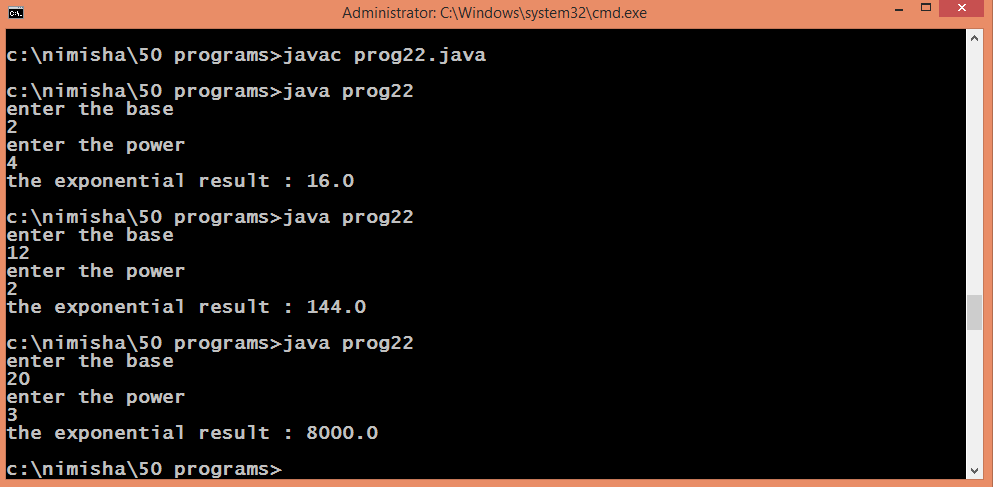 Administrator: C:\Windows\system32\cmd.exe
c:\nimisha\50 programs>javac prog22.java
c:\nimisha\50 programs>java prog22
enter the base
2
enter the power
4
the exponential result : 16.0
c:\nimisha\50 programs>java prog22
enter the base
12
enter the power
2
the exponential result : 144.0
c:\nimisha\50 programs>java prog22
enter the base
20
enter the power
3
the exponential result : 8000.0
c:\nimisha\50 programs>